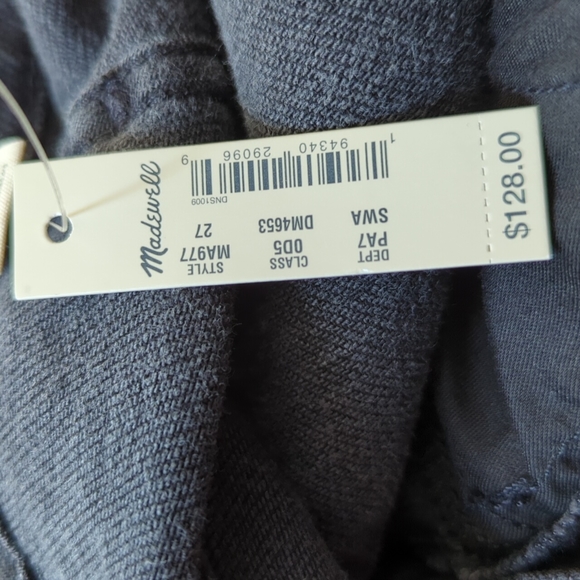 Madewell
1 94340 29096 9
DNS1009
DEPT CLASS STYLE
PA7 0D5 MA977
SWA DM4653 27
$128.00